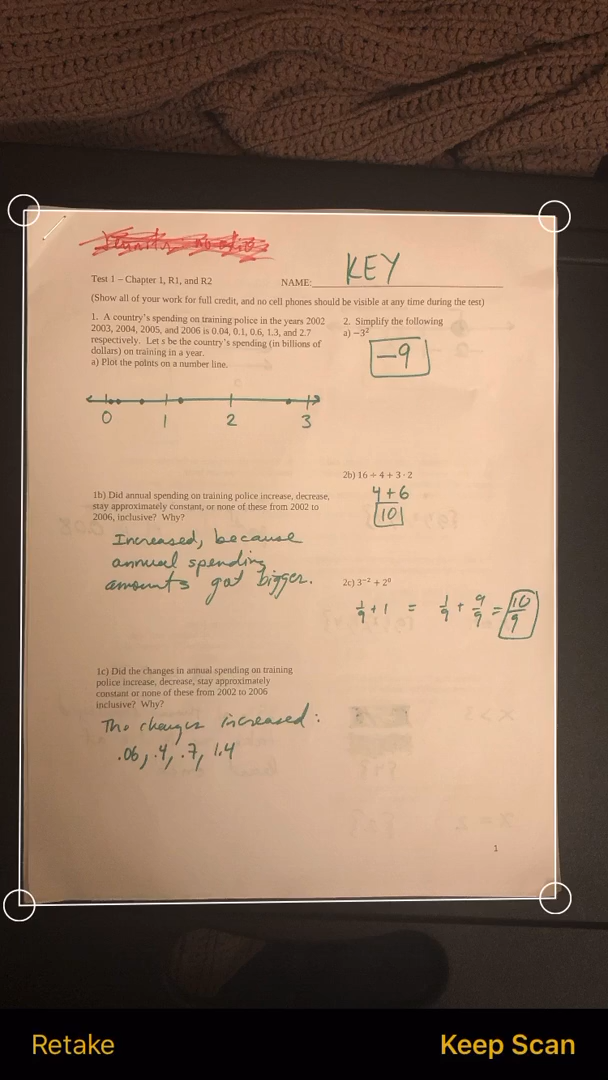 Test 1 – Chapter 1, R1, and R2
NAME: KEY
(Show all of your work for full credit, and no cell phones should be visible at any time during the test)
1. A country's spending on training police in the years 2002
2003, 2004, 2005, and 2006 is 0.04, 0.1, 0.6, 1.3, and 2.7
respectively. Let s be the country's spending (in billions of
dollars) on training in a year.
a) Plot the points on a number line.
0 1 2 3
1b) Did annual spending on training police increase, decrease,
stay approximately constant, or none of these from 2002 to
2006, inclusive? Why?
Increased, because
annual spending
amounts got bigger.
1c) Did the changes in annual spending on training
police increase, decrease, stay approximately
constant or none of these from 2002 to 2006
inclusive? Why?
The changes increased:
.06, .4, .7, 1.4
2. Simplify the following
a) −3²
−9
2b) 16 ÷ 4 + 3 · 2
4+6
10
2c) 3⁻² + 2⁰
1/9 + 1 = 1/9 + 9/9 = 10/9
1
Retake
Keep Scan